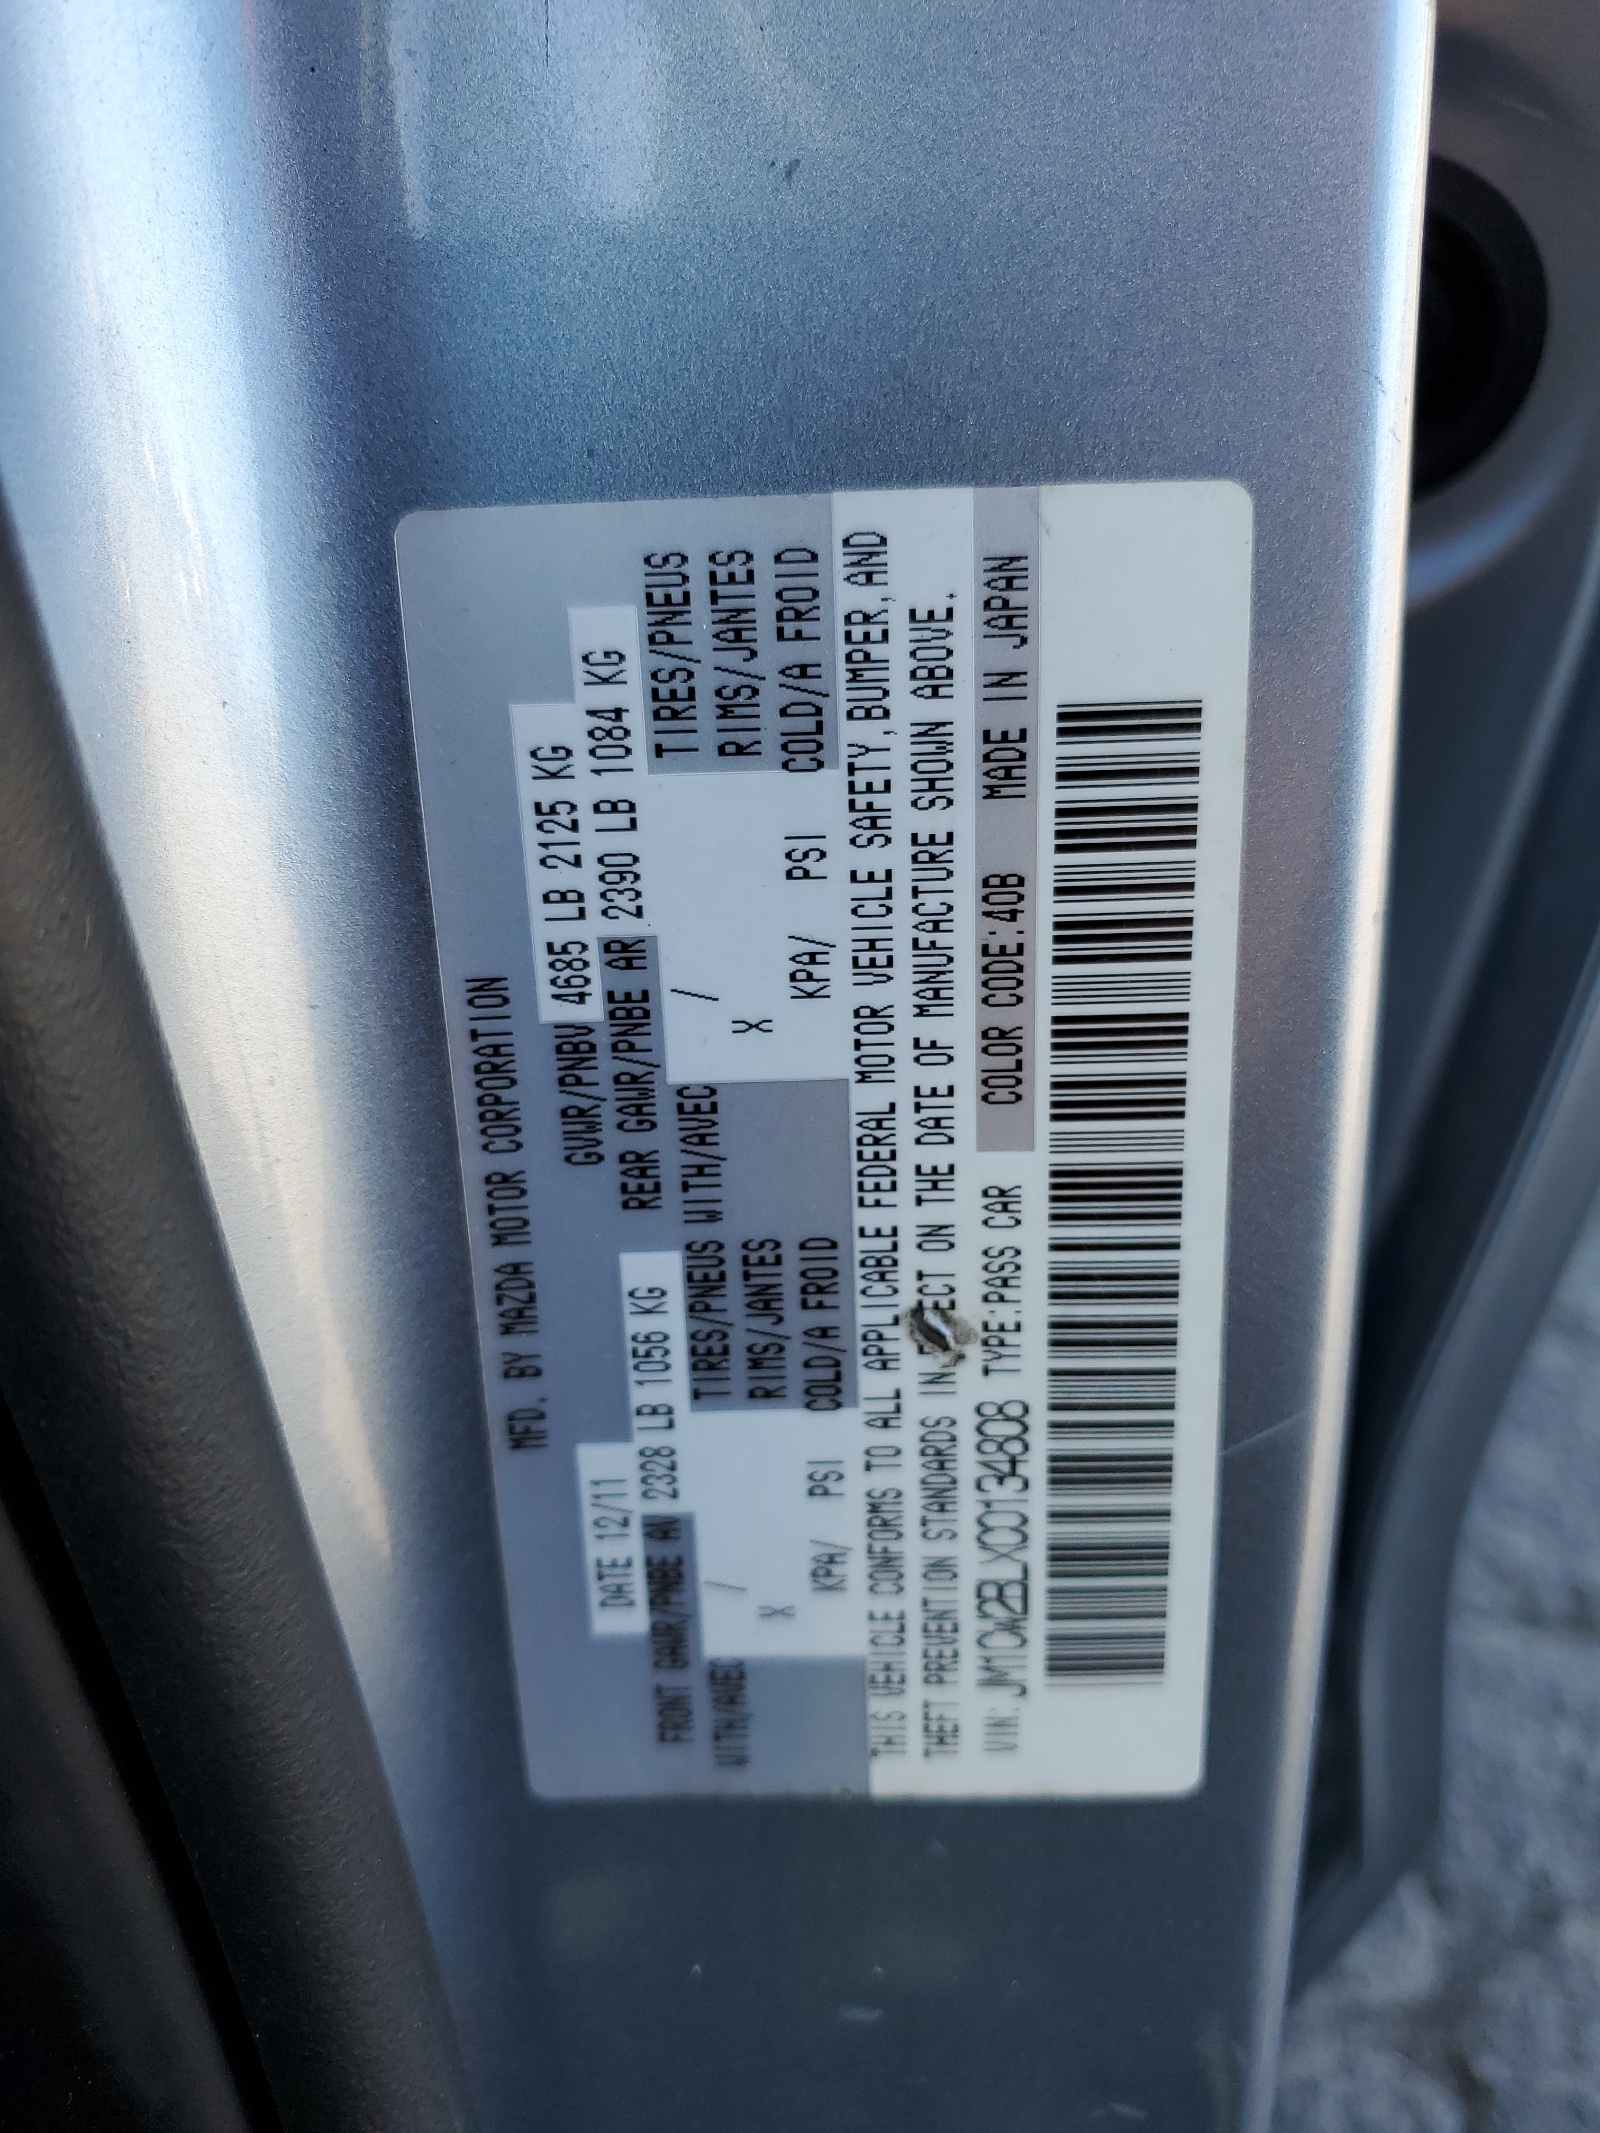 MFD. BY MAZDA MOTOR CORPORATION
DATE 12/11 GVWR/PNBV 4685 LB 2125 KG
FRONT GAWR/PNBE AV 2328 LB 1056 KG REAR GAWR/PNBE AR 2390 LB 1084 KG
WITH/AVEC / TIRES/PNEUS WITH/AVEC / TIRES/PNEUS
X RIMS/JANTES X RIMS/JANTES
KPA/ PSI COLD/A FROID KPA/ PSI COLD/A FROID
THIS VEHICLE CONFORMS TO ALL APPLICABLE FEDERAL MOTOR VEHICLE SAFETY,BUMPER,AND
THEFT PREVENTION STANDARDS IN EFFECT ON THE DATE OF MANUFACTURE SHOWN ABOVE.
VIN: JM1CW2BLXC0134808 TYPE:PASS CAR COLOR CODE:40B MADE IN JAPAN